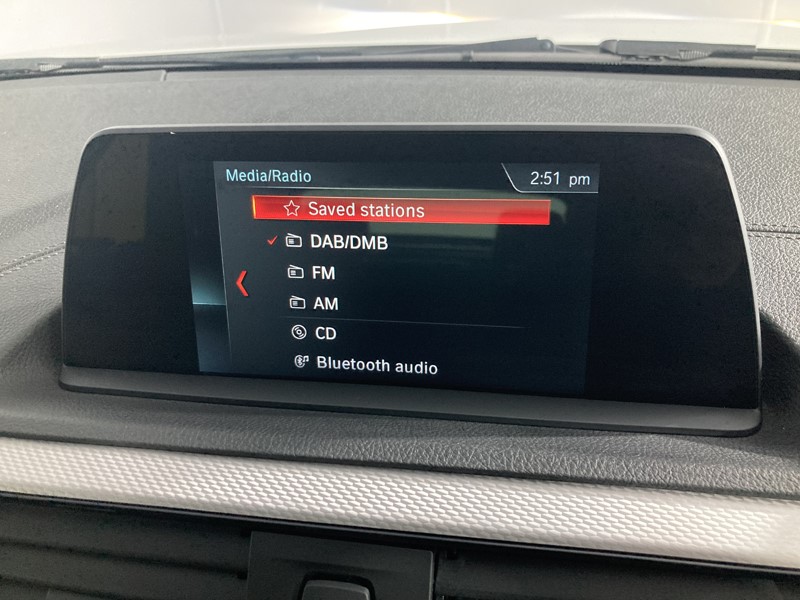 Media/Radio
2:51 pm
Saved stations
DAB/DMB
FM
AM
CD
Bluetooth audio